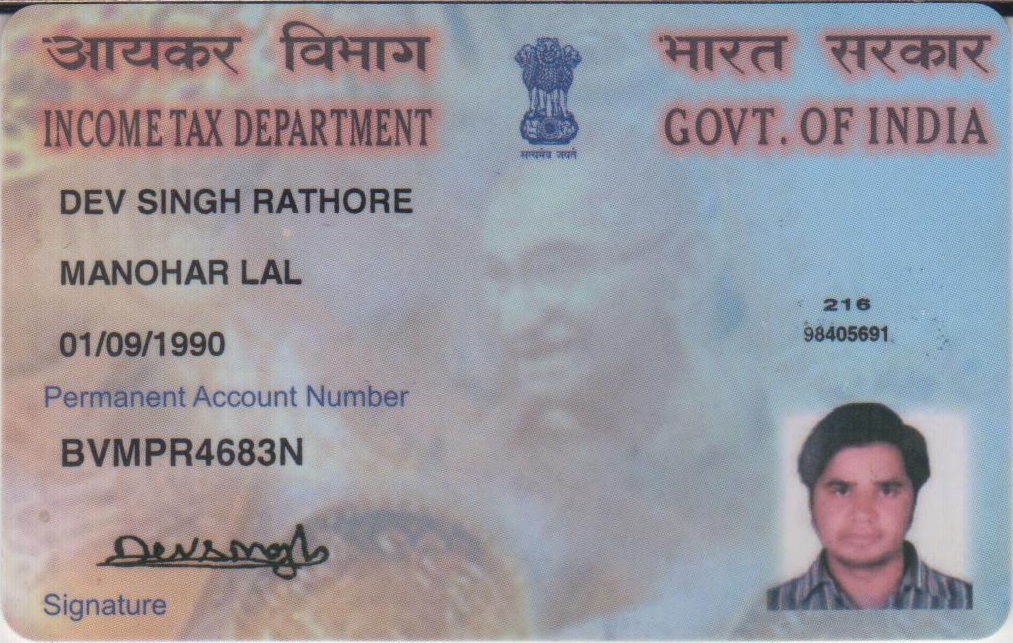 आयकर विभाग
भारत सरकार
INCOME TAX DEPARTMENT
GOVT. OF INDIA
सत्यमेव जयते
DEV SINGH RATHORE
MANOHAR LAL
216
98405691
01/09/1990
Permanent Account Number
BVMPR4683N
Devsingh
Signature